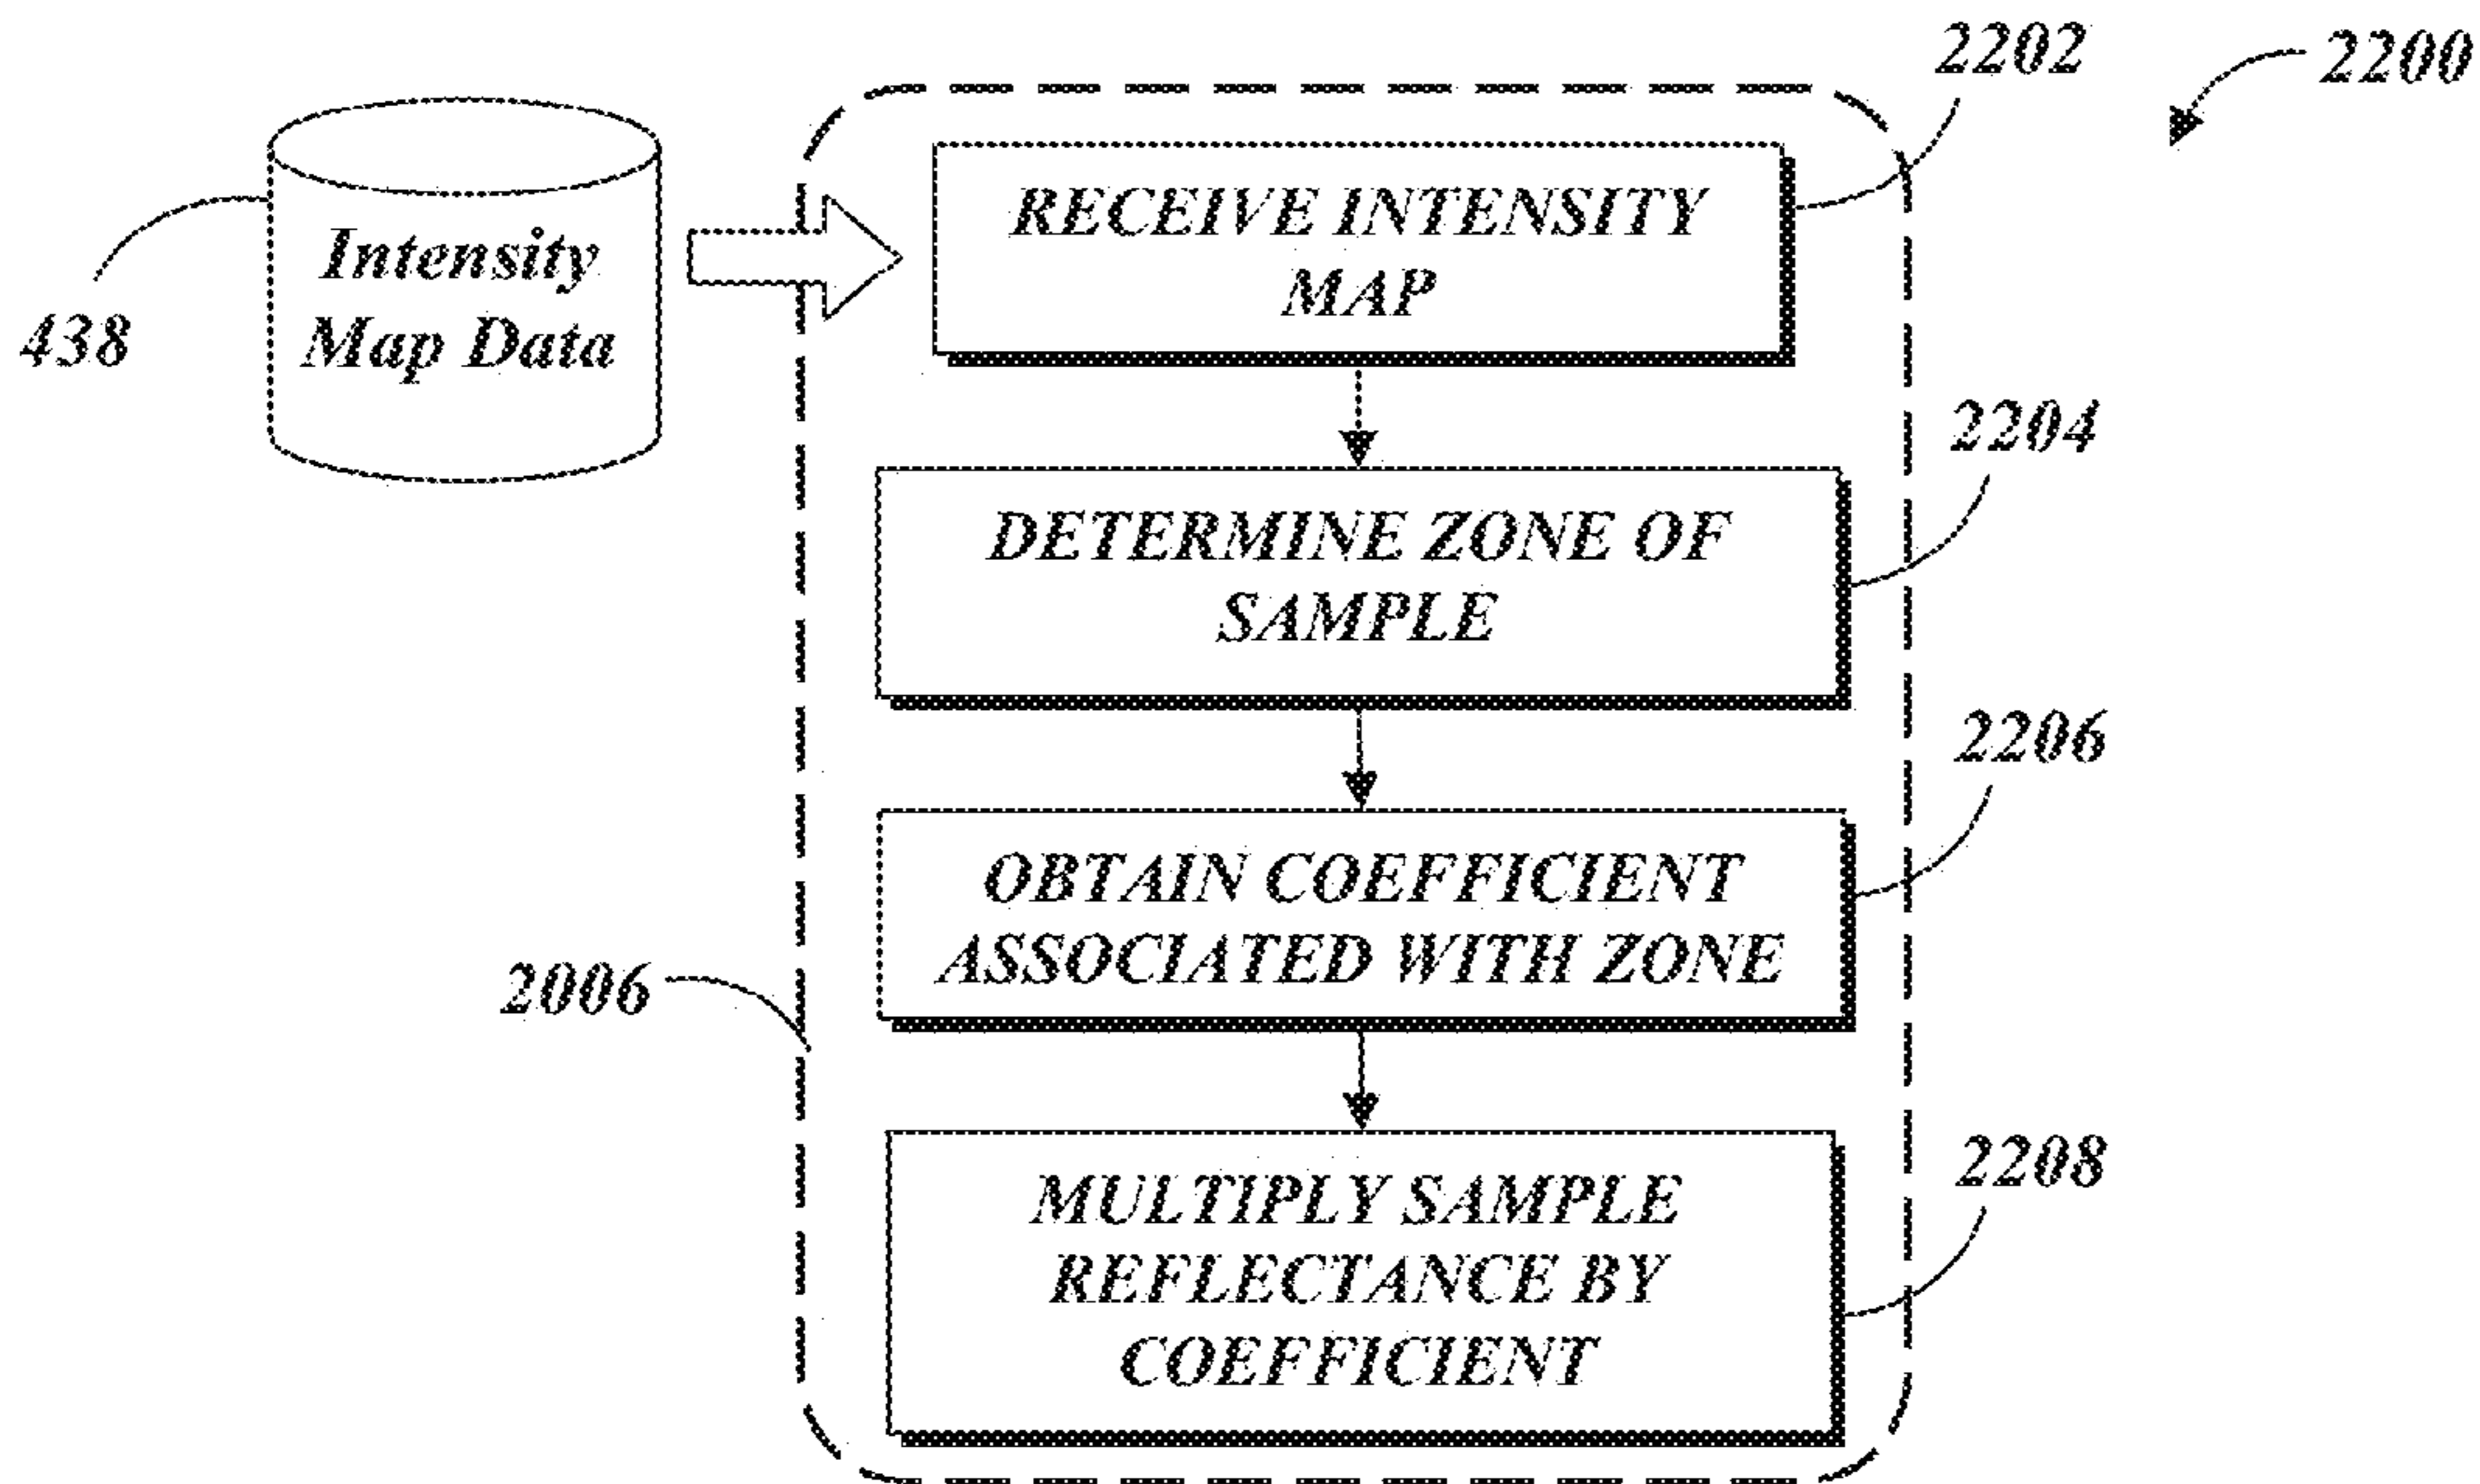 2202
2200
RECEIVE INTENSITY
MAP
Intensity
Map Data
438
2204
DETERMINE ZONE OF
SAMPLE
2206
OBTAIN COEFFICIENT
ASSOCIATED WITH ZONE
2006
2208
MULTIPLY SAMPLE
REFLECTANCE BY
COEFFICIENT